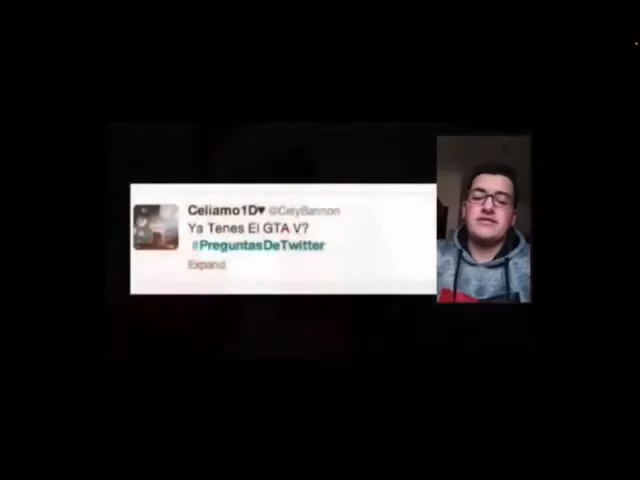 Celiamo1D♥ @CelyBannon
Ya Tenes El GTA V?
#PreguntasDeTwitter
Expand